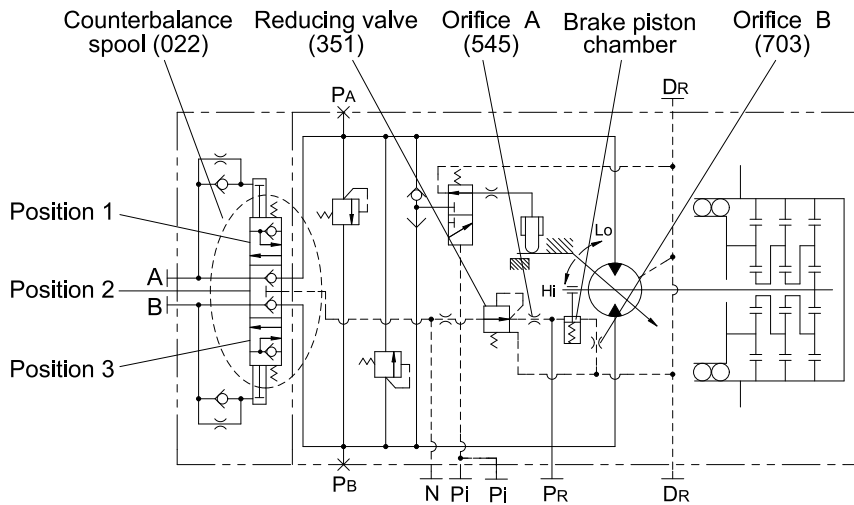 Counterbalance
spool (022)
Reducing valve
(351)
Orifice A
(545)
Brake piston
chamber
Orifice B
(703)
PA
DR
Position 1
Lo
A
Position 2
Hi
B
Position 3
PB
N
Pi
Pi
PR
DR